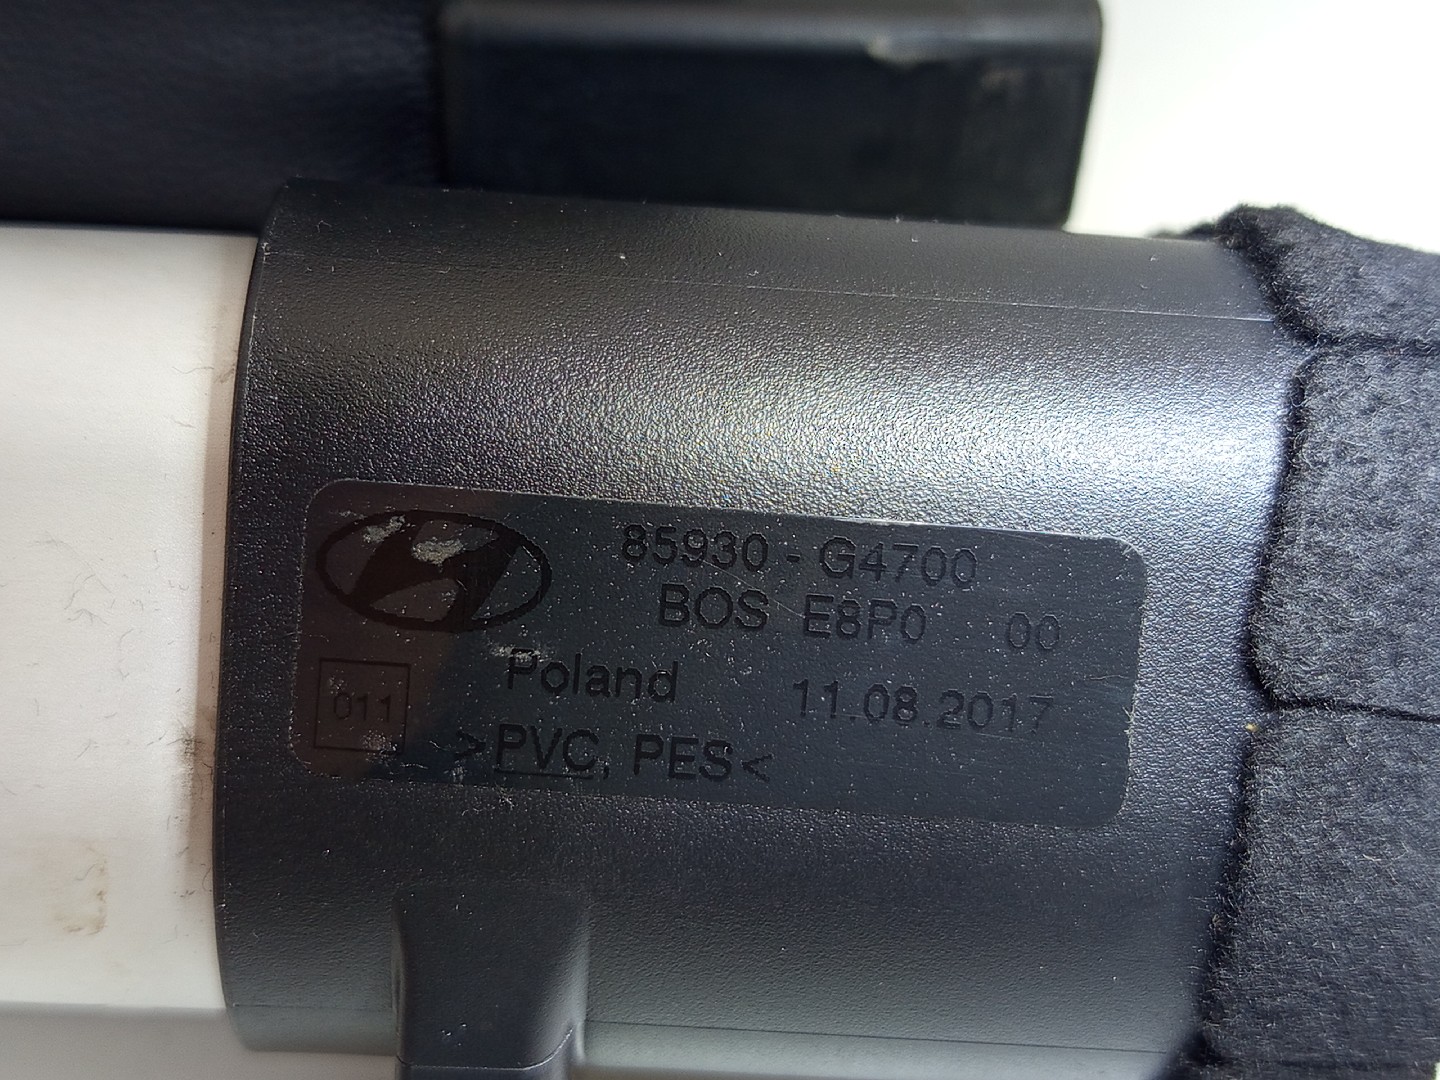 85930 - G4700
BOS E8P0 00
Poland 11.08.2017
011
>PVC, PES<